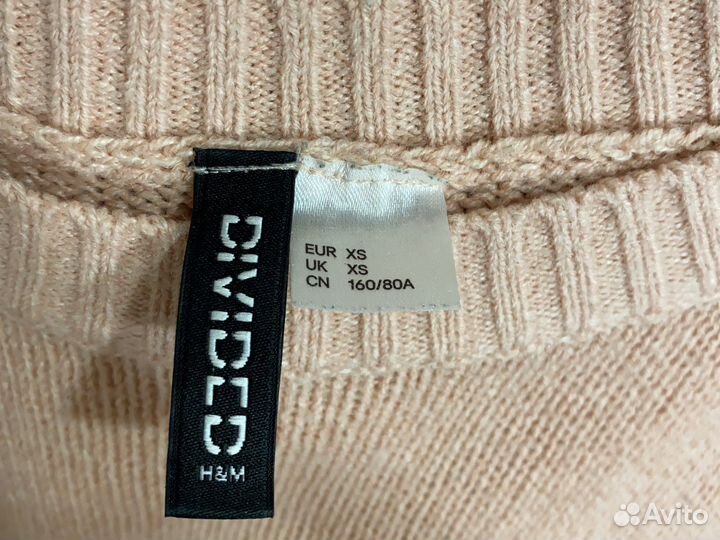 DIVIDED
H&M
EUR XS
UK XS
CN 160/80A
Avito